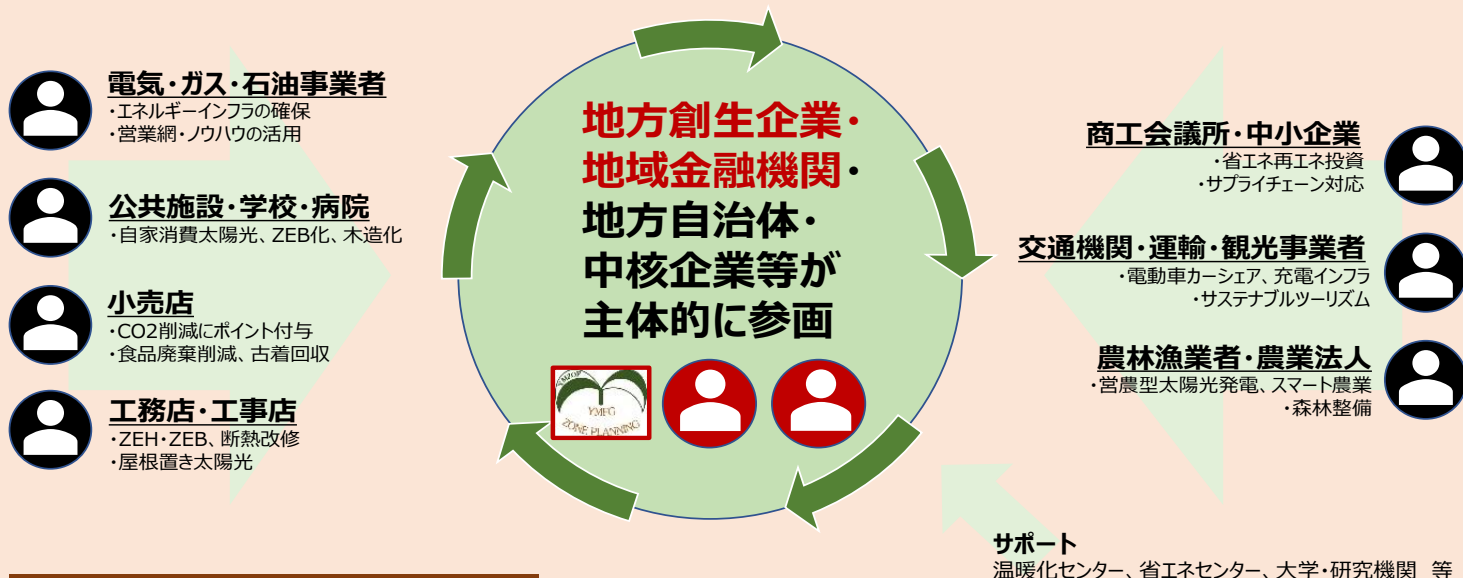 電気・ガス・石油事業者
・エネルギーインフラの確保
・営業網・ノウハウの活用
公共施設・学校・病院
・自家消費太陽光、ZEB化、木造化
小売店
・CO2削減にポイント付与
・食品廃棄削減、古着回収
工務店・工事店
・ZEH・ZEB、断熱改修
・屋根置き太陽光
地方創生企業・
地域金融機関・
地方自治体・
中核企業等が
主体的に参画
YMFG
ZONE PLANNING
商工会議所・中小企業
・省エネ再エネ投資
・サプライチェーン対応
交通機関・運輸・観光事業者
・電動車カーシェア、充電インフラ
・サステナブルツーリズム
農林漁業者・農業法人
・営農型太陽光発電、スマート農業
・森林整備
サポート
温暖化センター、省エネセンター、大学・研究機関 等